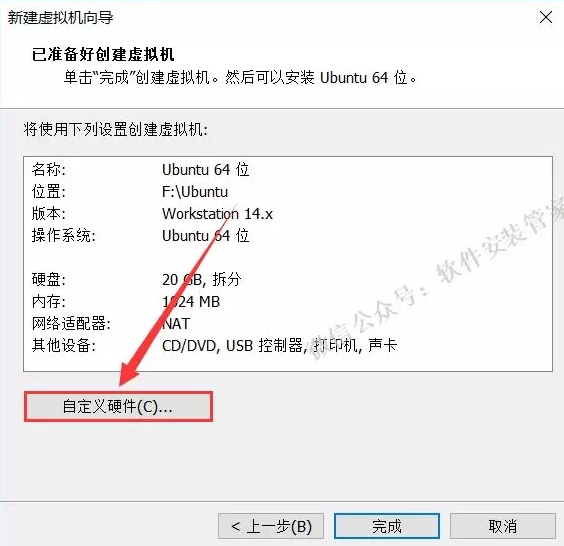 新建虚拟机向导
已准备好创建虚拟机
单击“完成”创建虚拟机。然后可以安装 Ubuntu 64 位。
将使用下列设置创建虚拟机:
名称: Ubuntu 64 位
位置: F:\Ubuntu
版本: Workstation 14.x
操作系统: Ubuntu 64 位
硬盘: 20 GB, 拆分
内存: 1024 MB
网络适配器: NAT
其他设备: CD/DVD, USB 控制器, 打印机, 声卡
微信公众号：软件安装管家
自定义硬件(C)...
< 上一步(B) 完成 取消